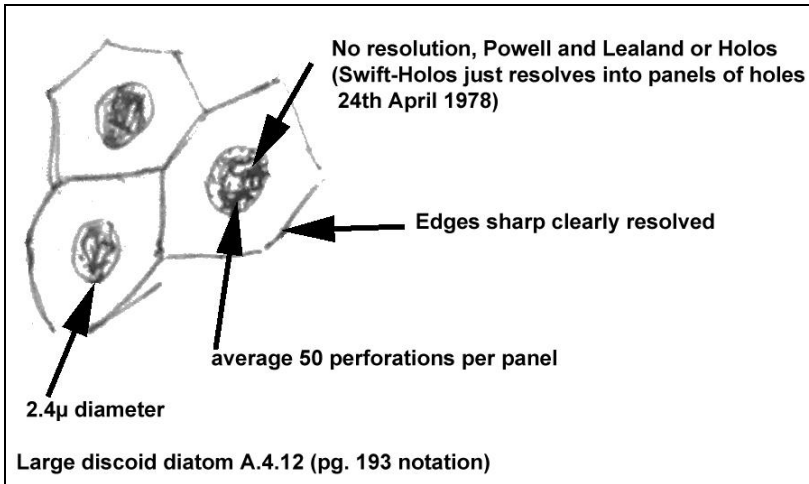 No resolution, Powell and Lealand or Holos
(Swift-Holos just resolves into panels of holes
24th April 1978)
Edges sharp clearly resolved
average 50 perforations per panel
2.4µ diameter
Large discoid diatom A.4.12 (pg. 193 notation)